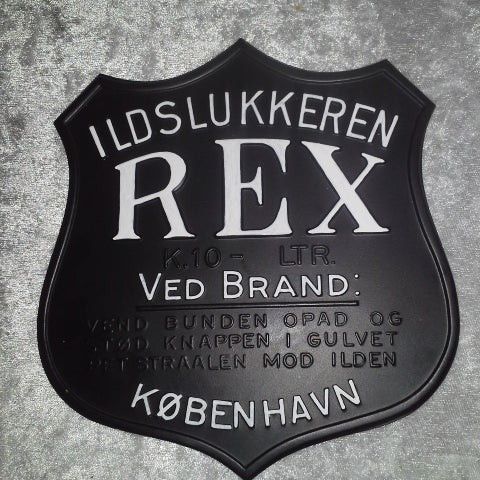 ILDSLUKKEREN
REX
K.10 - LTR.
VED BRAND:
VEND BUNDEN OPAD OG
STØD KNAPPEN I GULVET
RET STRAALEN MOD ILDEN
KØBENHAVN